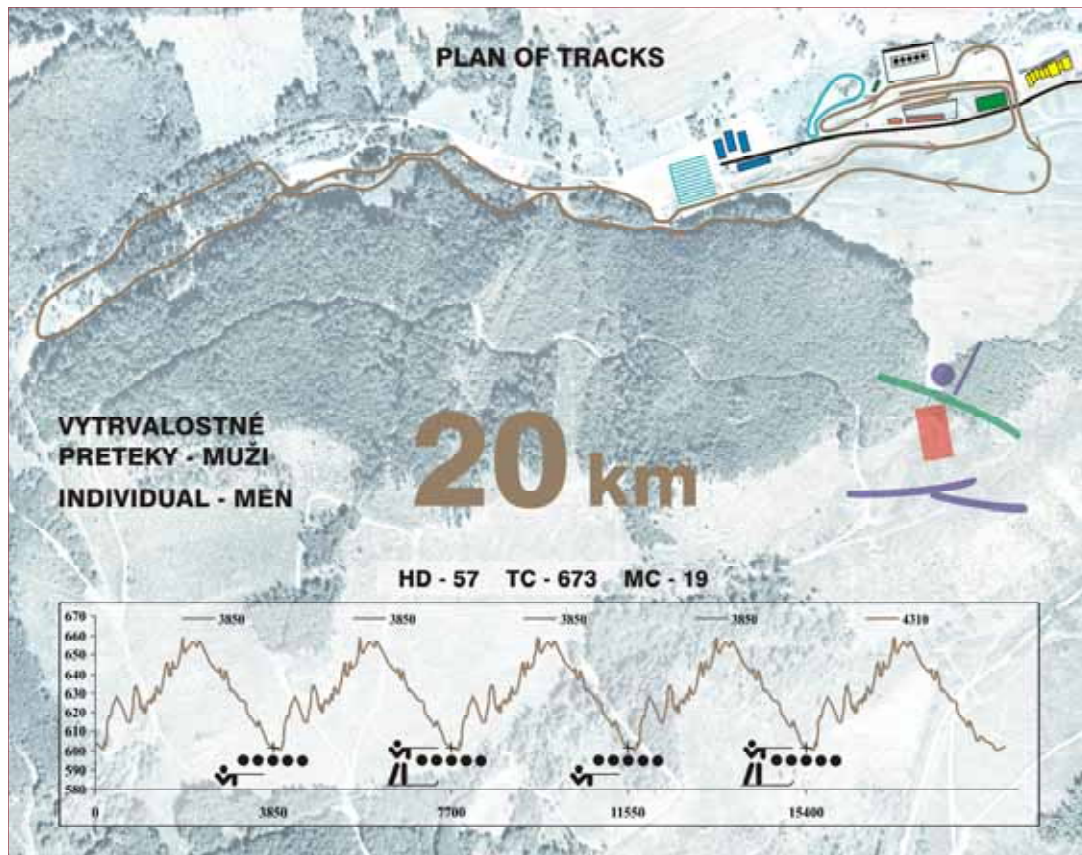 PLAN OF TRACKS
VYTRVALOSTNÉ
PRETEKY - MUŽI
INDIVIDUAL - MEN
20 km
HD - 57 TC - 673 MC - 19
3850 3850 3850 3850 4310
670
660
650
640
630
620
610
600
590
580
0 3850 7700 11550 15400